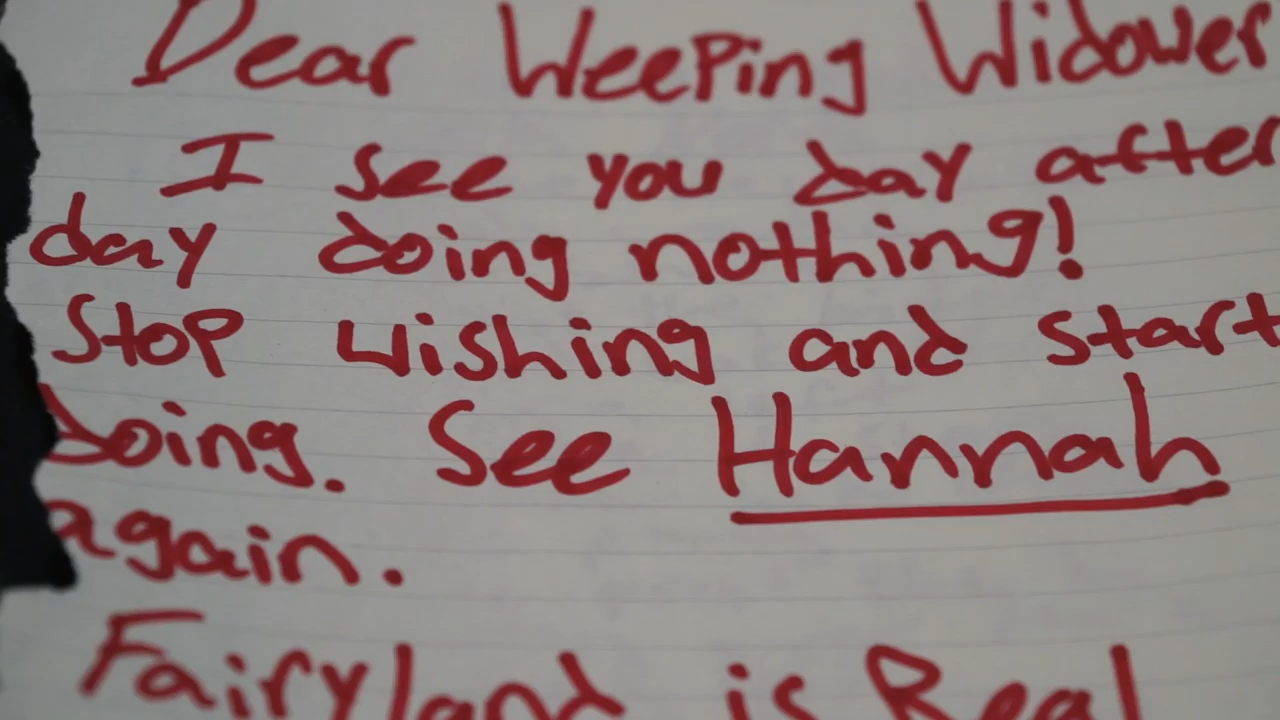 Dear Weeping Widower
I see you day after
day doing nothing!
Stop wishing and start
doing. See Hannah
again.
Fairyland is Real